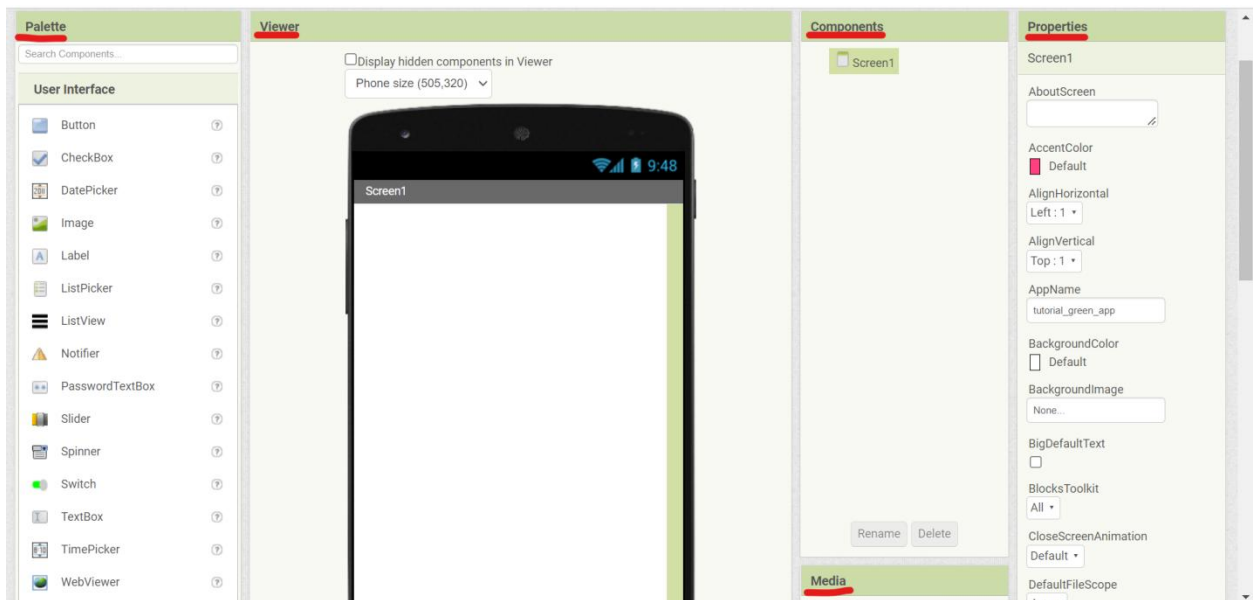 Palette
Search Components...
User Interface
Button
CheckBox
DatePicker
Image
Label
ListPicker
ListView
Notifier
PasswordTextBox
Slider
Spinner
Switch
TextBox
TimePicker
WebViewer
Viewer
Display hidden components in Viewer
Phone size (505,320)
9:48
Screen1
Components
Screen1
Rename Delete
Media
Properties
Screen1
AboutScreen
AccentColor
Default
AlignHorizontal
Left : 1
AlignVertical
Top : 1
AppName
tutorial_green_app
BackgroundColor
Default
BackgroundImage
None...
BigDefaultText
BlocksToolkit
All
CloseScreenAnimation
Default
DefaultFileScope